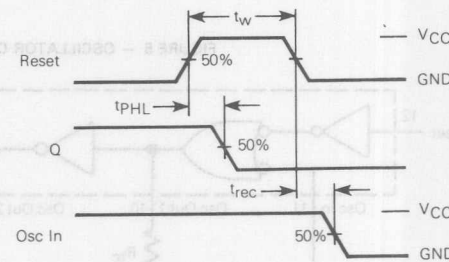 tw
VCC
Reset
50%
GND
tPHL
Q
50%
trec
VCC
Osc In
50%
GND